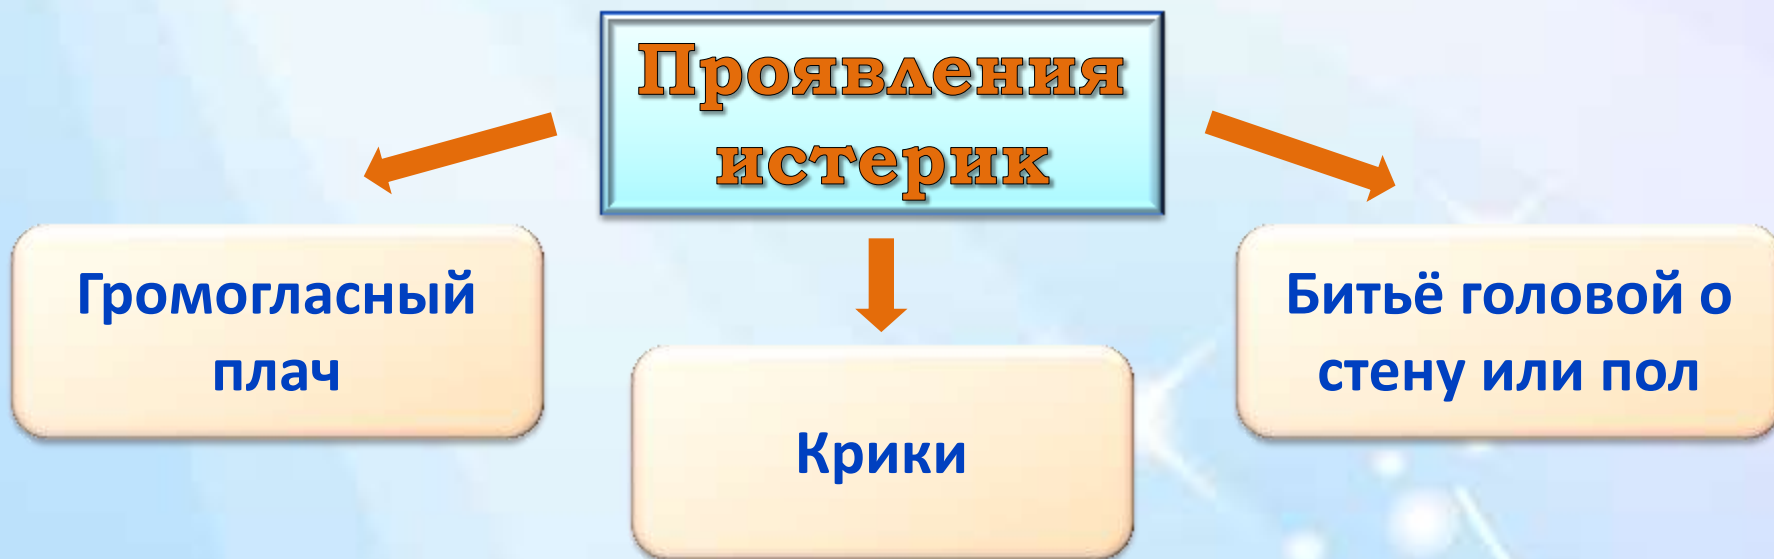 Проявления
истерик
Громогласный
плач
Крики
Битьё головой о
стену или пол